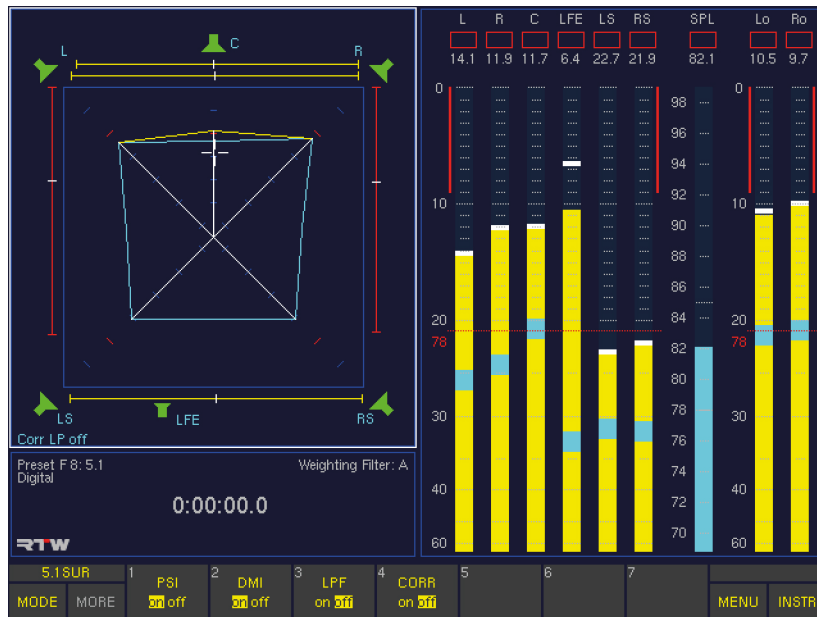 L R C LFE LS RS SPL Lo Ro
14.1 11.9 11.7 6.4 22.7 21.9 82.1 10.5 9.7
C
L R
0 0
98
96
94
92
10 10
90
88
86
84
20 20
78 78
82
80
30 78 30
76
74
40 72 40
70
60 60
LS LFE RS
Corr LP off
Preset F 8: 5.1 Weighting Filter: A
Digital
0:00:00.0
RTW
5.1SUR 1 PSI 2 DMI 3 LPF 4 CORR 5 6 7
MODE MORE on off on off on off on off MENU INSTR